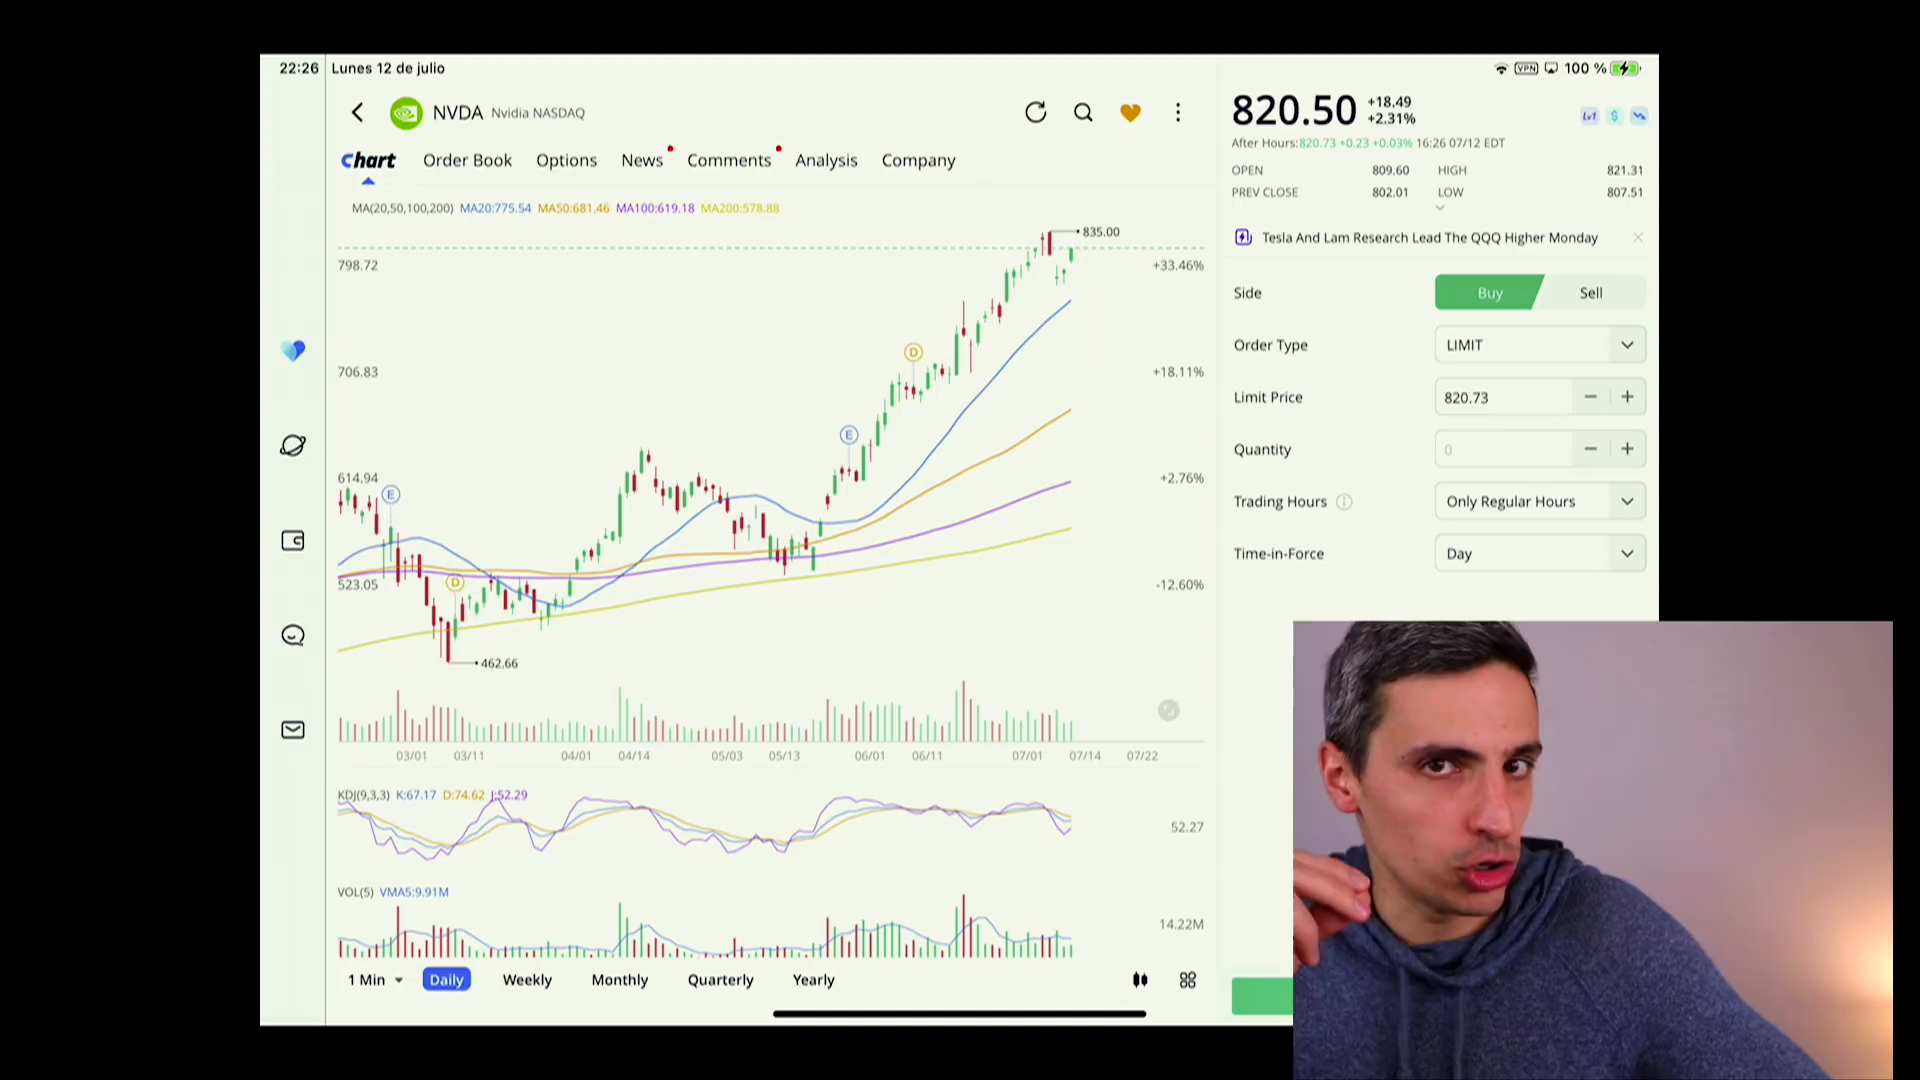 22:26 Lunes 12 de julio
VPN 100 %
NVDA Nvidia NASDAQ
Chart Order Book Options News Comments Analysis Company
MA(20,50,100,200) MA20:775.54 MA50:681.46 MA100:619.18 MA200:578.88
835.00
798.72 +33.46%
D
706.83 +18.11%
E
614.94 +2.76%
E
D
523.05 -12.60%
462.66
03/01 03/11 04/01 04/14 05/03 05/13 06/01 06/11 07/01 07/14 07/22
KDJ(9,3,3) K:67.17 D:74.62 J:52.29
52.27
VOL(5) VMA5:9.91M
14.22M
1 Min Daily Weekly Monthly Quarterly Yearly
820.50 +18.49
+2.31%
Lv1 $
After Hours:820.73 +0.23 +0.03% 16:26 07/12 EDT
OPEN 809.60 HIGH 821.31
PREV CLOSE 802.01 LOW 807.51
Tesla And Lam Research Lead The QQQ Higher Monday
Side Buy Sell
Order Type LIMIT
Limit Price 820.73
Quantity 0
Trading Hours Only Regular Hours
Time-in-Force Day